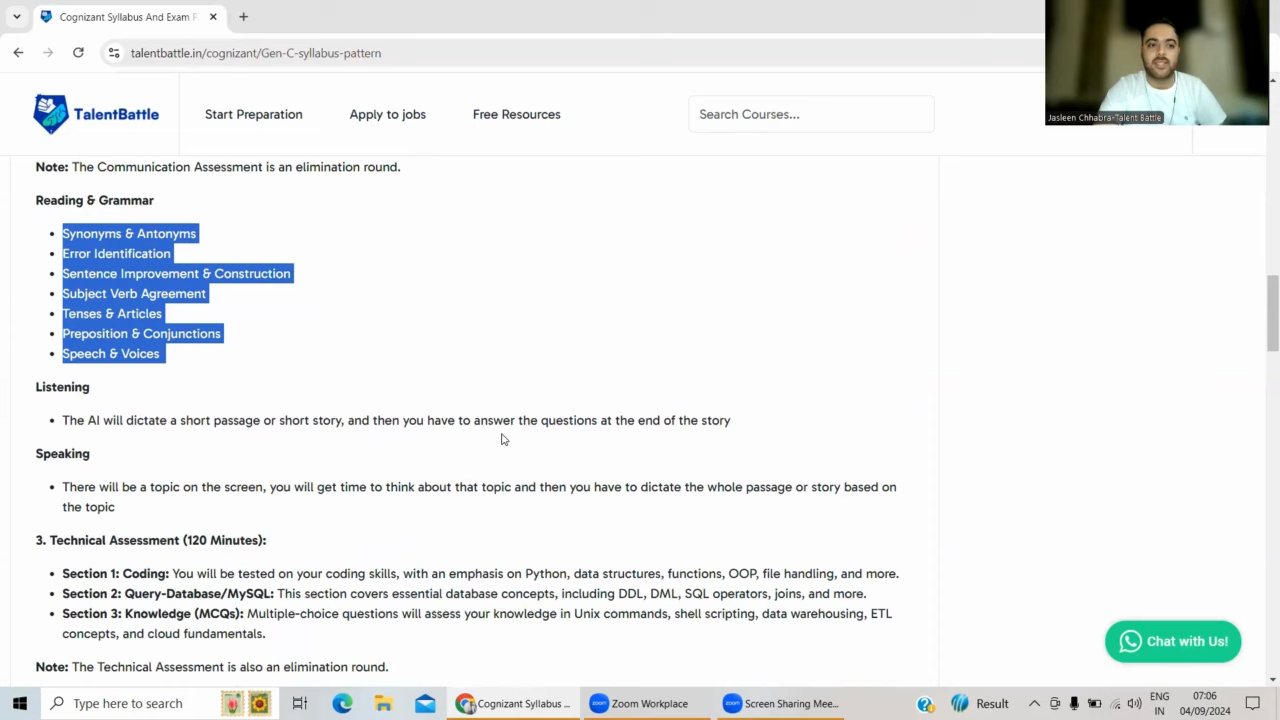 Cognizant Syllabus And Exam P
talentbattle.in/cognizant/Gen-C-syllabus-pattern
TalentBattle
Start Preparation
Apply to jobs
Free Resources
Search Courses...
Jasleen Chhabra-Talent Battle
Note: The Communication Assessment is an elimination round.
Reading & Grammar
• Synonyms & Antonyms
• Error Identification
• Sentence Improvement & Construction
• Subject Verb Agreement
• Tenses & Articles
• Preposition & Conjunctions
• Speech & Voices
Listening
• The AI will dictate a short passage or short story, and then you have to answer the questions at the end of the story
Speaking
• There will be a topic on the screen, you will get time to think about that topic and then you have to dictate the whole passage or story based on
the topic
3. Technical Assessment (120 Minutes):
• Section 1: Coding: You will be tested on your coding skills, with an emphasis on Python, data structures, functions, OOP, file handling, and more.
• Section 2: Query-Database/MySQL: This section covers essential database concepts, including DDL, DML, SQL operators, joins, and more.
• Section 3: Knowledge (MCQs): Multiple-choice questions will assess your knowledge in Unix commands, shell scripting, data warehousing, ETL
concepts, and cloud fundamentals.
Note: The Technical Assessment is also an elimination round.
Chat with Us!
Type here to search
Cognizant Syllabus ...
zoom
Zoom Workplace
zoom
Screen Sharing Mee...
Result
ENG
IN
07:06
04/09/2024